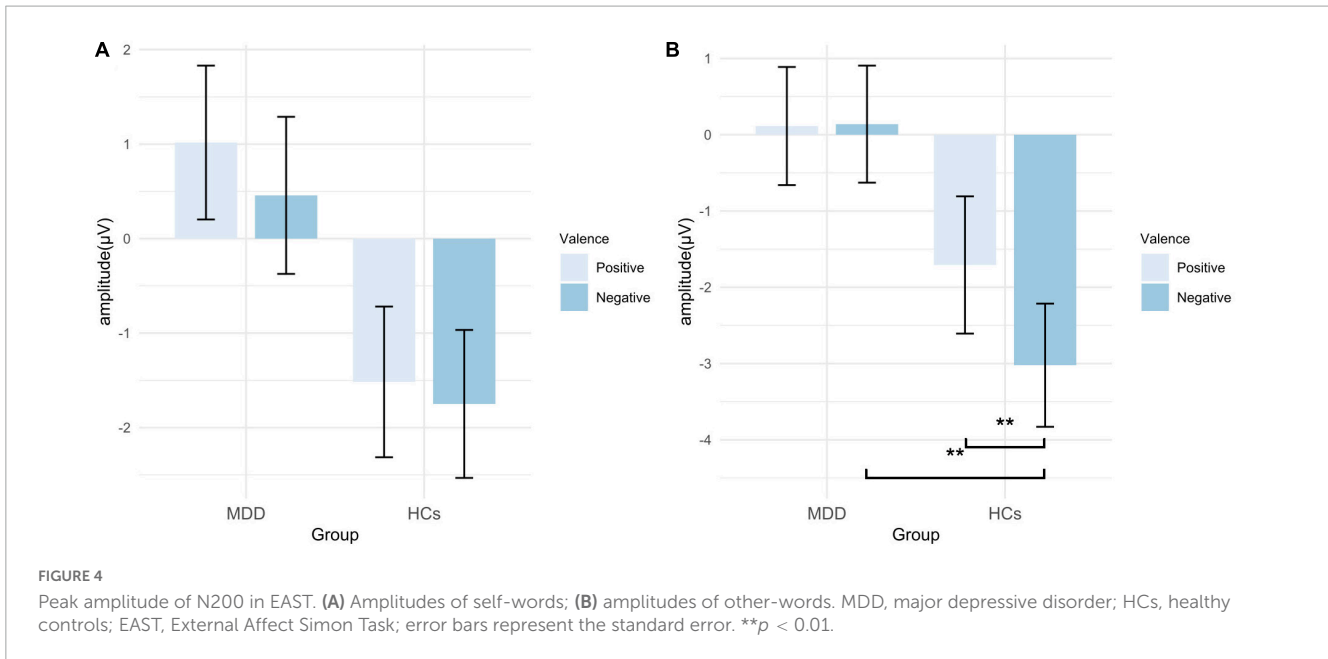 A
2
1
0
-1
-2
amplitude(μV)
MDD
HCs
Group
Valence
Positive
Negative
B
1
0
-1
-2
-3
-4
amplitude(μV)
**
**
MDD
HCs
Group
Valence
Positive
Negative
FIGURE 4
Peak amplitude of N200 in EAST. (A) Amplitudes of self-words; (B) amplitudes of other-words. MDD, major depressive disorder; HCs, healthy
controls; EAST, External Affect Simon Task; error bars represent the standard error. **p < 0.01.